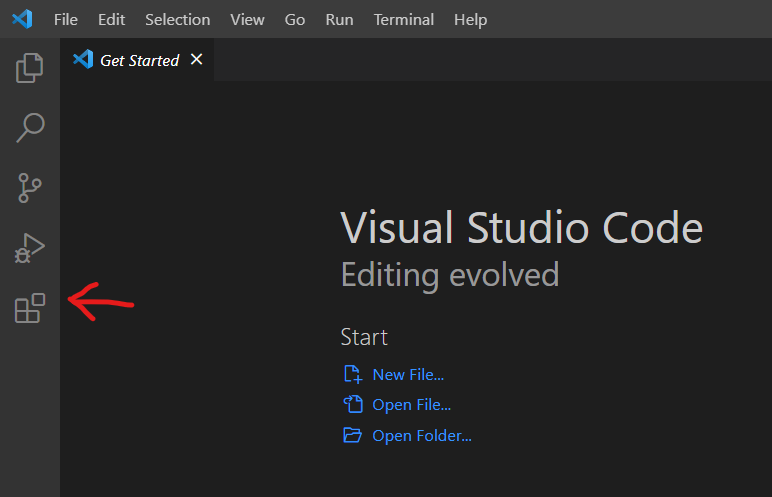 File Edit Selection View Go Run Terminal Help
Get Started
Visual Studio Code
Editing evolved
Start
New File...
Open File...
Open Folder...